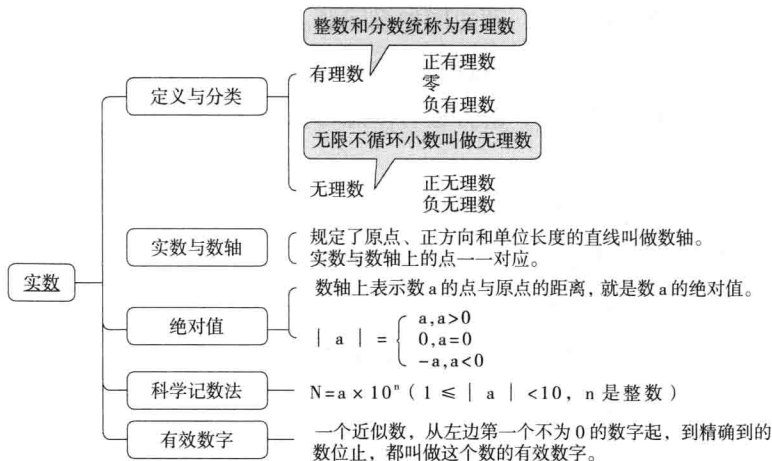 整数和分数统称为有理数
正有理数
有理数
零
定义与分类
负有理数
无限不循环小数叫做无理数
正无理数
无理数
负无理数
规定了原点、正方向和单位长度的直线叫做数轴。
实数与数轴
实数与数轴上的点一一对应。
实数
数轴上表示数a的点与原点的距离，就是数a的绝对值。
绝对值
a,a>0
| a | = 0,a=0
-a,a<0
科学记数法
N=a×10ⁿ（1≤| a |<10，n是整数）
有效数字
一个近似数，从左边第一个不为0的数字起，到精确到的
数位止，都叫做这个数的有效数字。